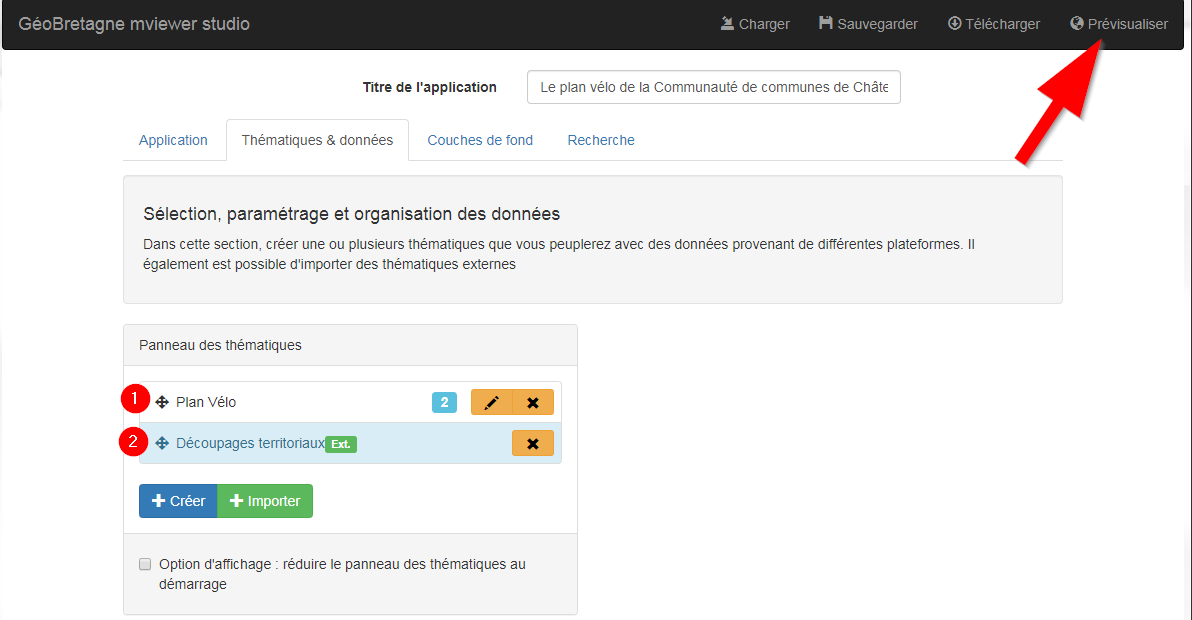 GéoBretagne mviewer studio
Charger Sauvegarder Télécharger Prévisualiser
Titre de l'application
Le plan vélo de la Communauté de communes de Châte
Application Thématiques & données Couches de fond Recherche
Sélection, paramétrage et organisation des données
Dans cette section, créer une ou plusieurs thématiques que vous peuplerez avec des données provenant de différentes plateformes. Il
également est possible d'importer des thématiques externes
Panneau des thématiques
1 Plan Vélo 2
2 Découpages territoriaux Ext.
Créer Importer
Option d'affichage : réduire le panneau des thématiques au
démarrage